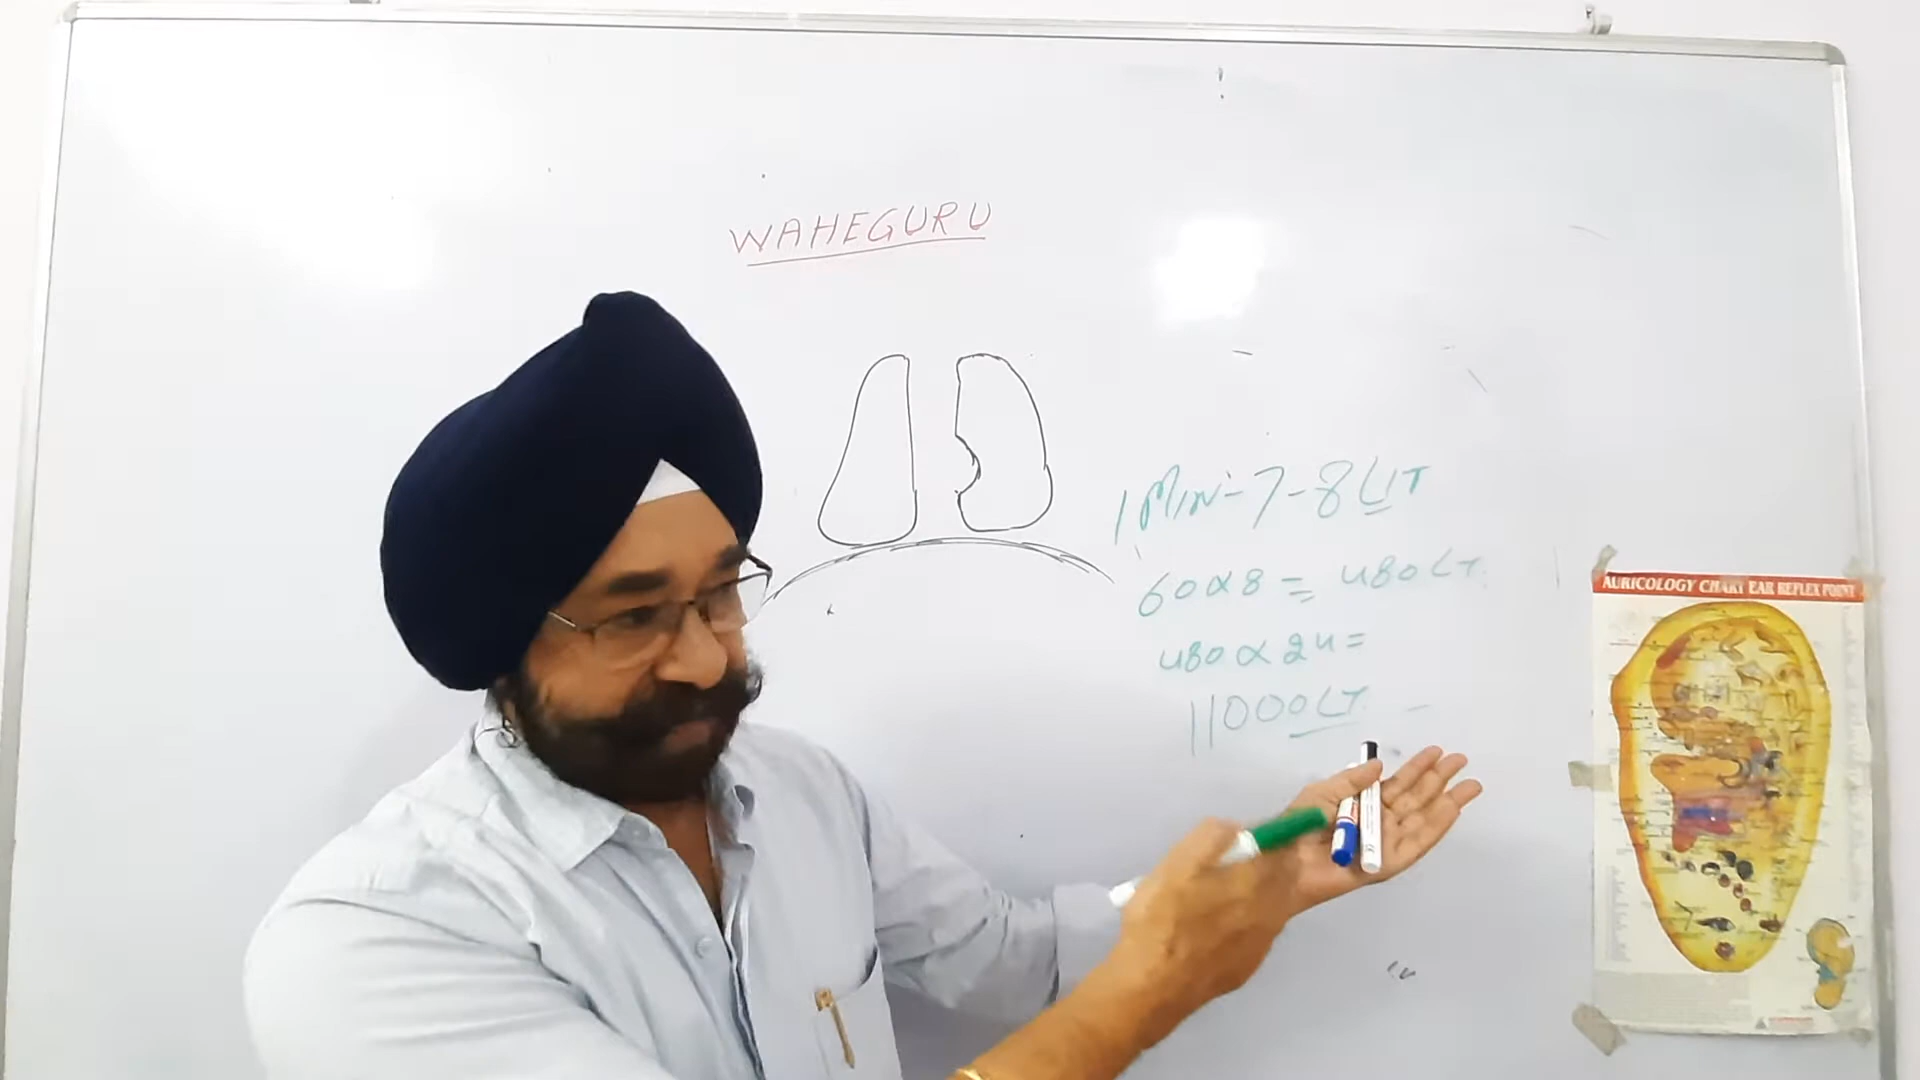 WAHEGURU
1 MIN - 7 - 8 LIT
60 x 8 = 480 LT.
480 x 24 =
11000 LT.
AURICOLOGY CHART EAR REFLEX POINT